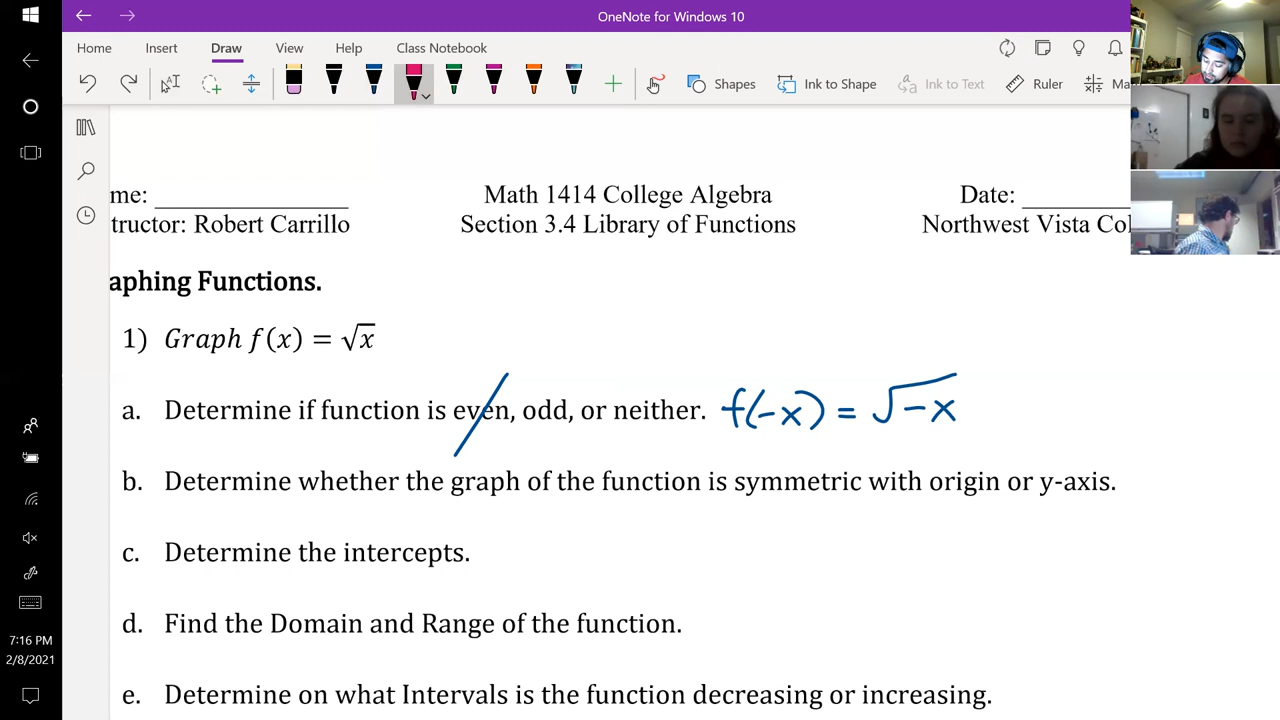 OneNote for Windows 10
Home Insert Draw View Help Class Notebook
Shapes Ink to Shape Ink to Text Ruler Ma
me: ________________ Math 1414 College Algebra Date: _________
tructor: Robert Carrillo Section 3.4 Library of Functions Northwest Vista Co
aphing Functions.
1) Graph f(x) = √x
a. Determine if function is even, odd, or neither. f(-x) = √-x
b. Determine whether the graph of the function is symmetric with origin or y-axis.
c. Determine the intercepts.
d. Find the Domain and Range of the function.
e. Determine on what Intervals is the function decreasing or increasing.
7:16 PM
2/8/2021